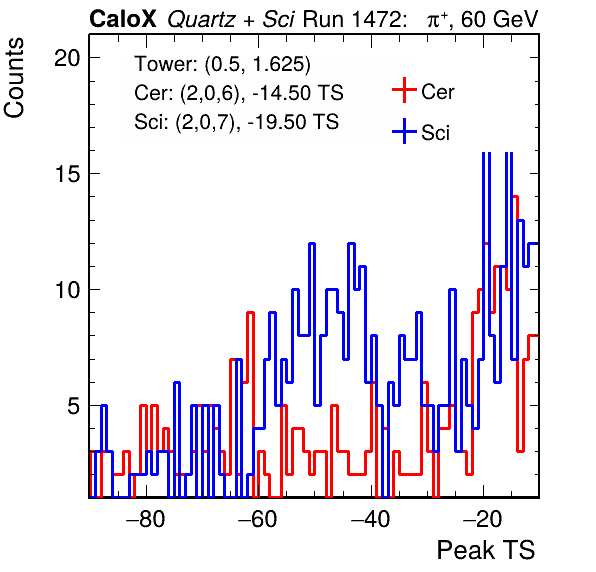 CaloX Quartz + Sci Run 1472: π⁺, 60 GeV
Counts
20
Tower: (0.5, 1.625)
Cer: (2,0,6), -14.50 TS
Sci: (2,0,7), -19.50 TS
Cer
Sci
15
10
5
−80 −60 −40 −20
Peak TS